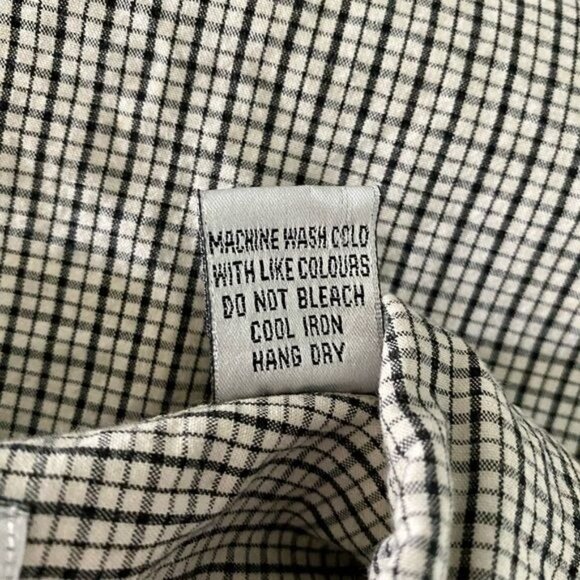 MACHINE WASH COLD
WITH LIKE COLOURS
DO NOT BLEACH
COOL IRON
HANG DRY